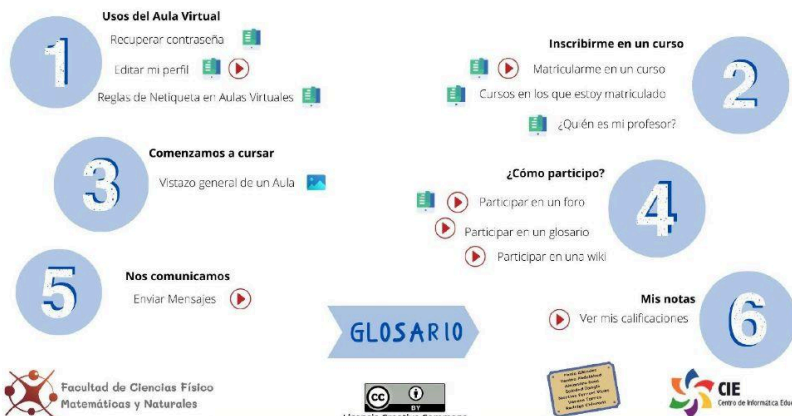 1
Usos del Aula Virtual
Recuperar contraseña
Editar mi perfil
Reglas de Netiqueta en Aulas Virtuales
2
Inscribirme en un curso
Matricularme en un curso
Cursos en los que estoy matriculado
¿Quién es mi profesor?
3
Comenzamos a cursar
Vistazo general de un Aula
4
¿Cómo participo?
Participar en un foro
Participar en un glosario
Participar en una wiki
5
Nos comunicamos
Enviar Mensajes
6
Mis notas
Ver mis calificaciones
GLOSARIO
Facultad de Ciencias Físico
Matemáticas y Naturales
cc
BY
CIE
Centro de Informática